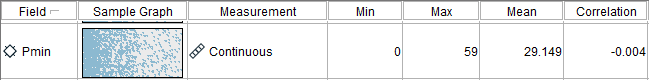 Field Sample Graph Measurement Min Max Mean Correlation
Pmin Continuous 0 59 29.149 -0.004